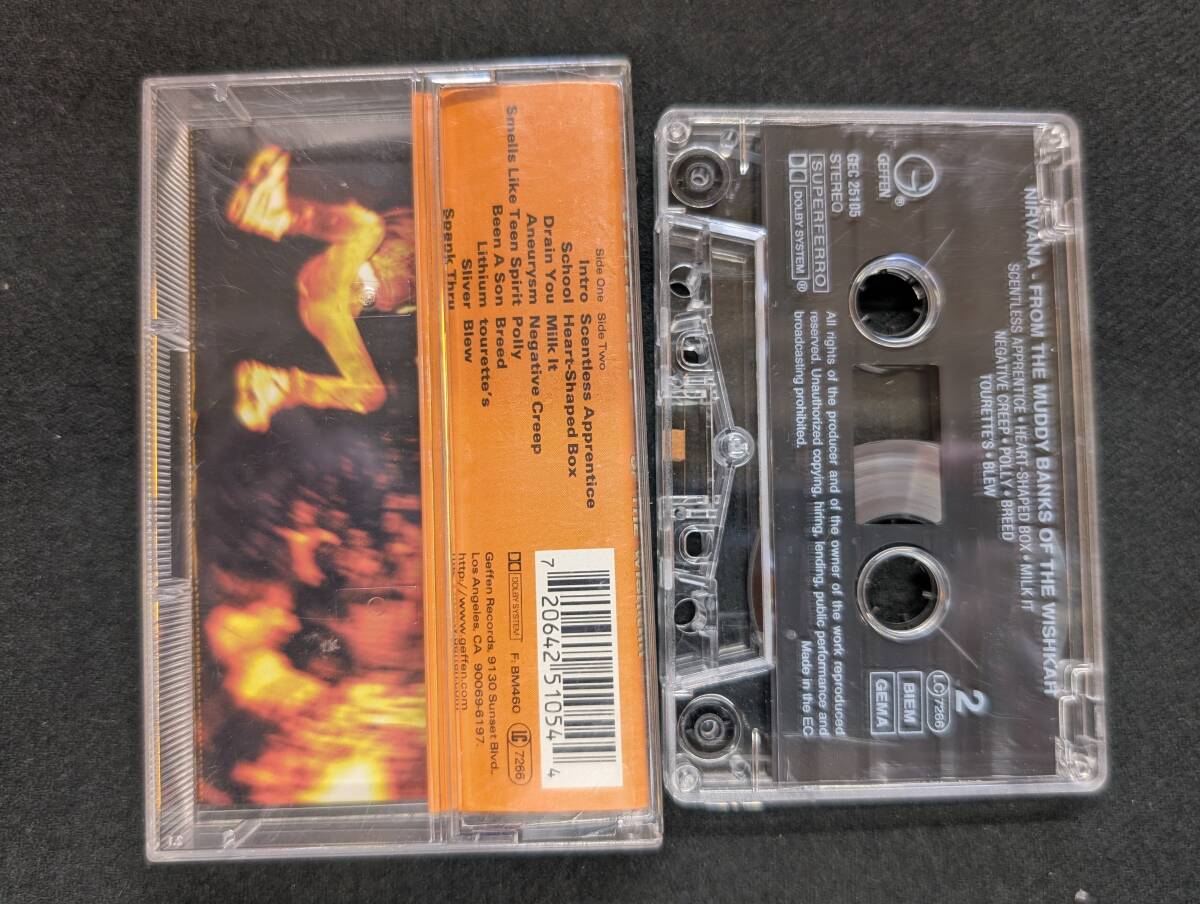 Side One
Intro
School
Drain You
Aneurysm
Smells Like Teen Spirit
Been A Son
Lithium
Sliver
Spank Thru
Side Two
Scentless Apprentice
Heart-Shaped Box
Milk It
Negative Creep
Polly
Breed
tourette's
Blew
7 20642 51054 4
DOLBY SYSTEM
F: BM460
LC 7266
Geffen Records, 9130 Sunset Blvd.,
Los Angeles, CA 90069-6197.
http://www.geffen.com
NIRVANA • FROM THE MUDDY BANKS OF THE WISHKAH
SCENTLESS APPRENTICE • HEART-SHAPED BOX • MILK IT
NEGATIVE CREEP • POLLY • BREED
TOURETTE'S • BLEW
GEFFEN ®
GEC 25105
STEREO
SUPERFERRO
DOLBY SYSTEM ®
2
LC 7266
BIEM
GEMA
All rights of the producer and of the owner of the work reproduced
reserved. Unauthorized copying, hiring, lending, public performance and
broadcasting prohibited.
Made in the EC